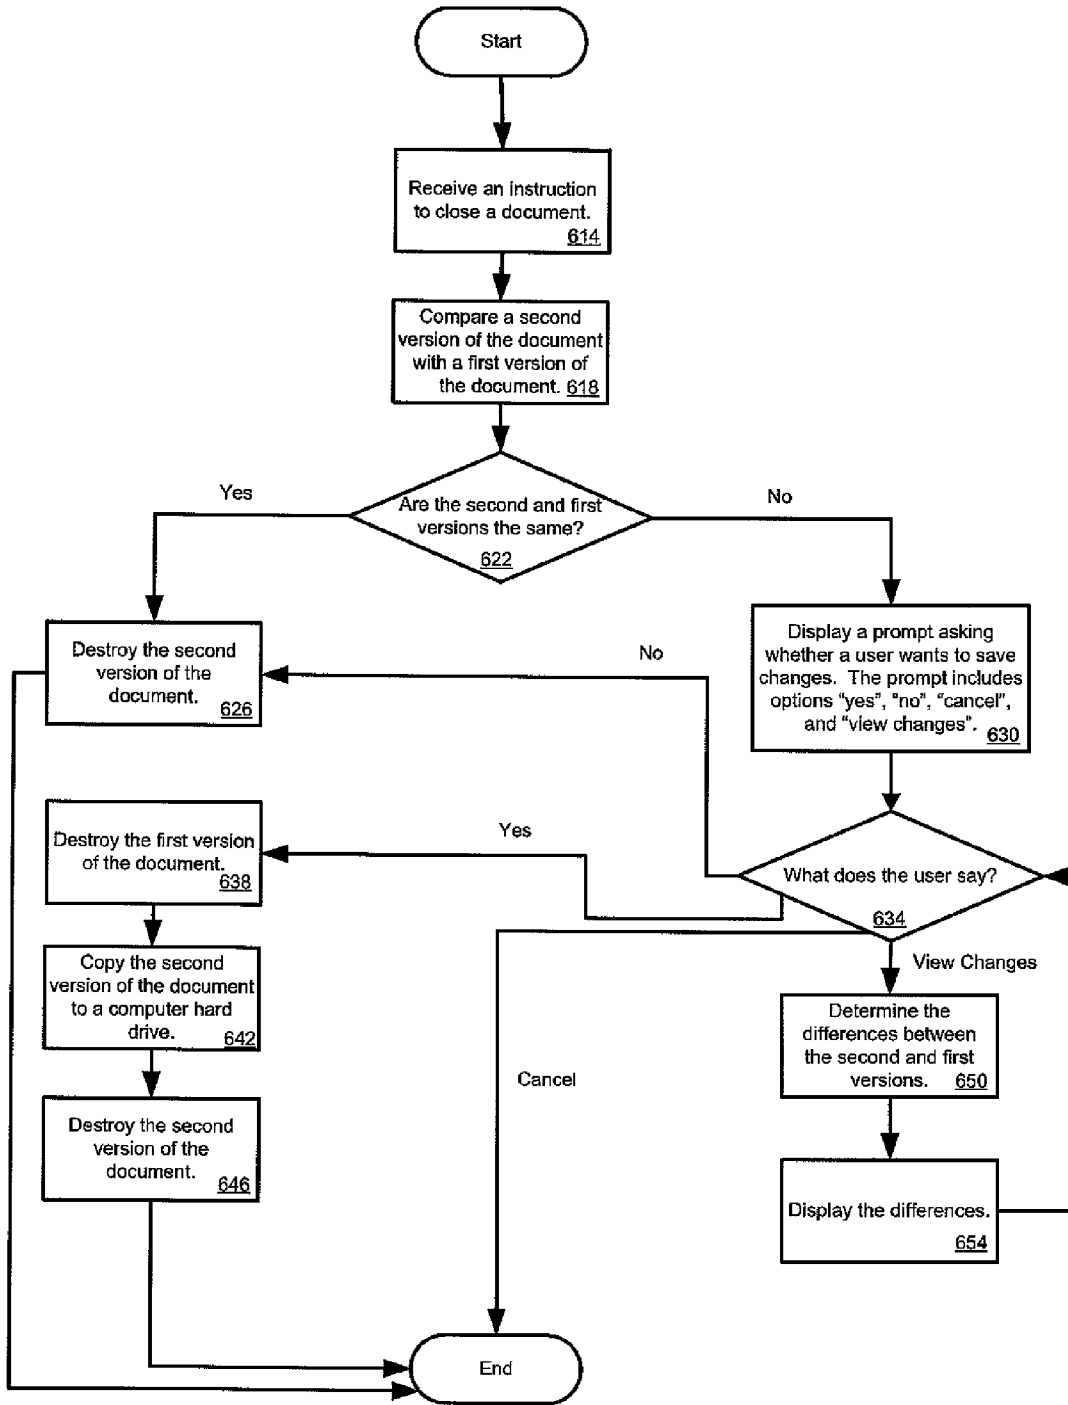 Start
Receive an instruction
to close a document.
614
Compare a second
version of the document
with a first version of
the document. 618
Yes
No
Are the second and first
versions the same?
622
Destroy the second
version of the
document.
626
No
Display a prompt asking
whether a user wants to save
changes. The prompt includes
options “yes”, “no”, “cancel”,
and “view changes”. 630
Destroy the first version
of the document.
638
Yes
What does the user say?
634
Copy the second
version of the document
to a computer hard
drive. 642
View Changes
Determine the
differences between
the second and first
versions. 650
Cancel
Destroy the second
version of the
document.
646
Display the differences.
654
End